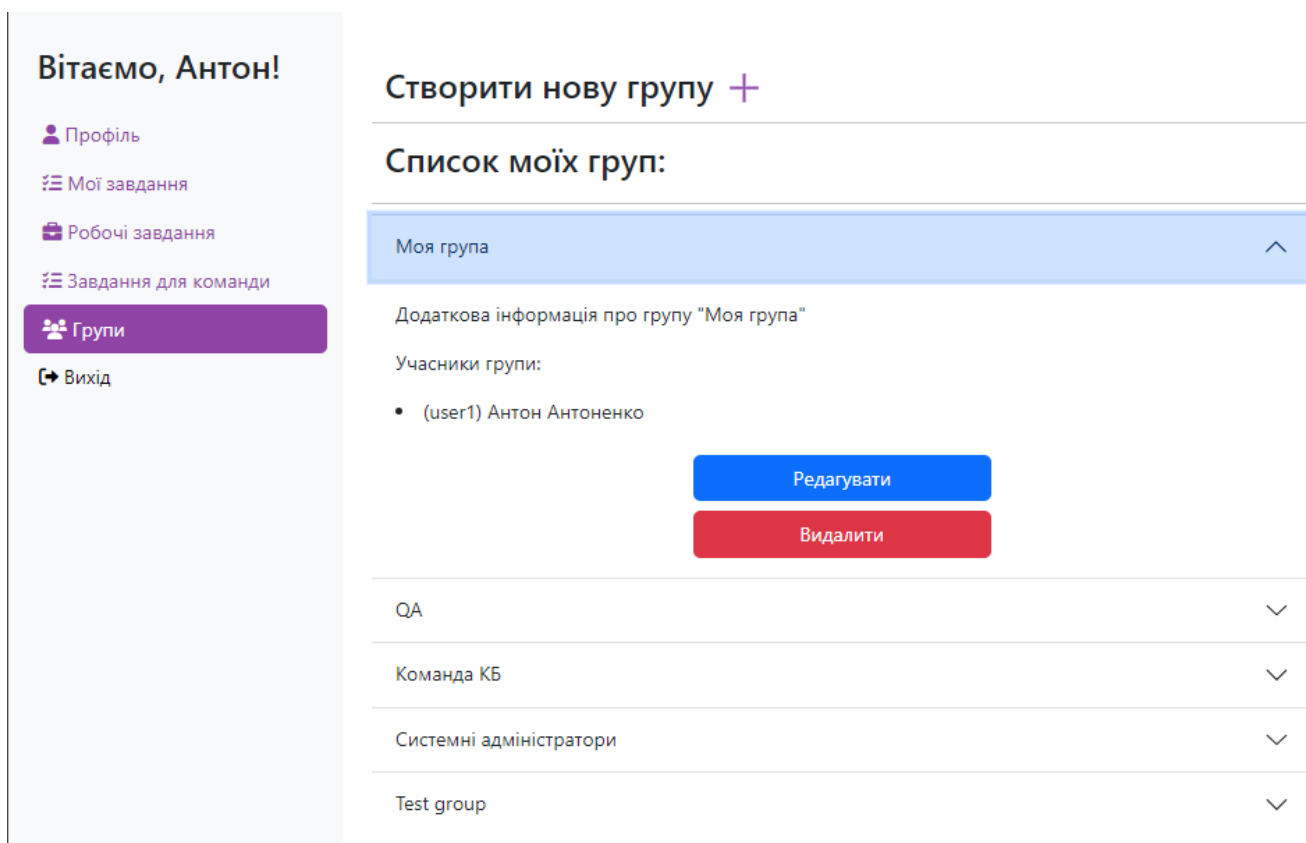 Вітаємо, Антон!
Профіль
Мої завдання
Робочі завдання
Завдання для команди
Групи
Вихід
Створити нову групу
Список моїх груп:
Моя група
Додаткова інформація про групу "Моя група"
Учасники групи:
• (user1) Антон Антоненко
Редагувати
Видалити
QA
Команда КБ
Системні адміністратори
Test group